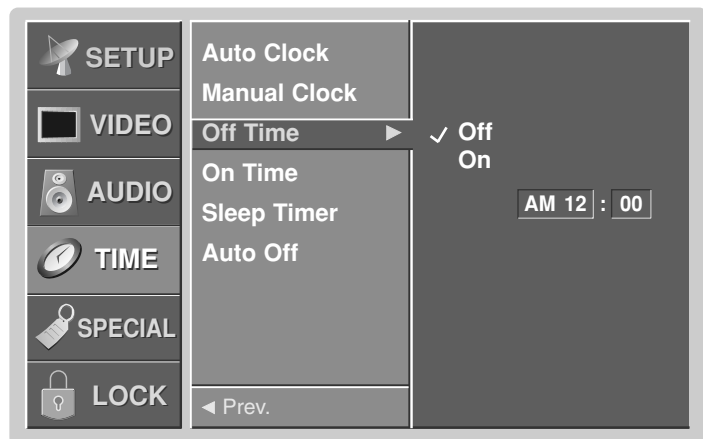 SETUP
VIDEO
AUDIO
TIME
SPECIAL
LOCK
Auto Clock
Manual Clock
Off Time ►
On Time
Sleep Timer
Auto Off
◄ Prev.
✓ Off
On
AM 12 : 00